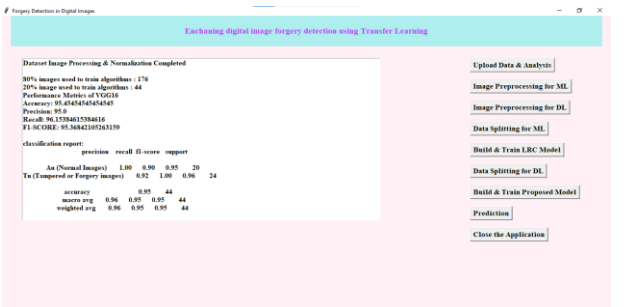 Forgery Detection in Digital Images
Enchaning digital image forgery detection using Transfer Learning
Dataset Image Processing & Normalization Completed
80% images used to train algorithms : 176
20% image used to train algorithms : 44
Performance Metrics of VGG16
Accuracy: 95.45454545454545
Precision: 95.0
Recall: 96.15384615384616
F1-SCORE: 95.36842105263159
classification report:
precision recall f1-score support
Au (Normal Images) 1.00 0.90 0.95 20
Tu (Tampered or Forgery images) 0.92 1.00 0.96 24
accuracy 0.95 44
macro avg 0.96 0.95 0.95 44
weighted avg 0.96 0.95 0.95 44
Upload Data & Analysis
Image Preprocessing for ML
Image Preprocessing for DL
Data Splitting for ML
Build & Train LRC Model
Data Splitting for DL
Build & Train Proposed Model
Prediction
Close the Application